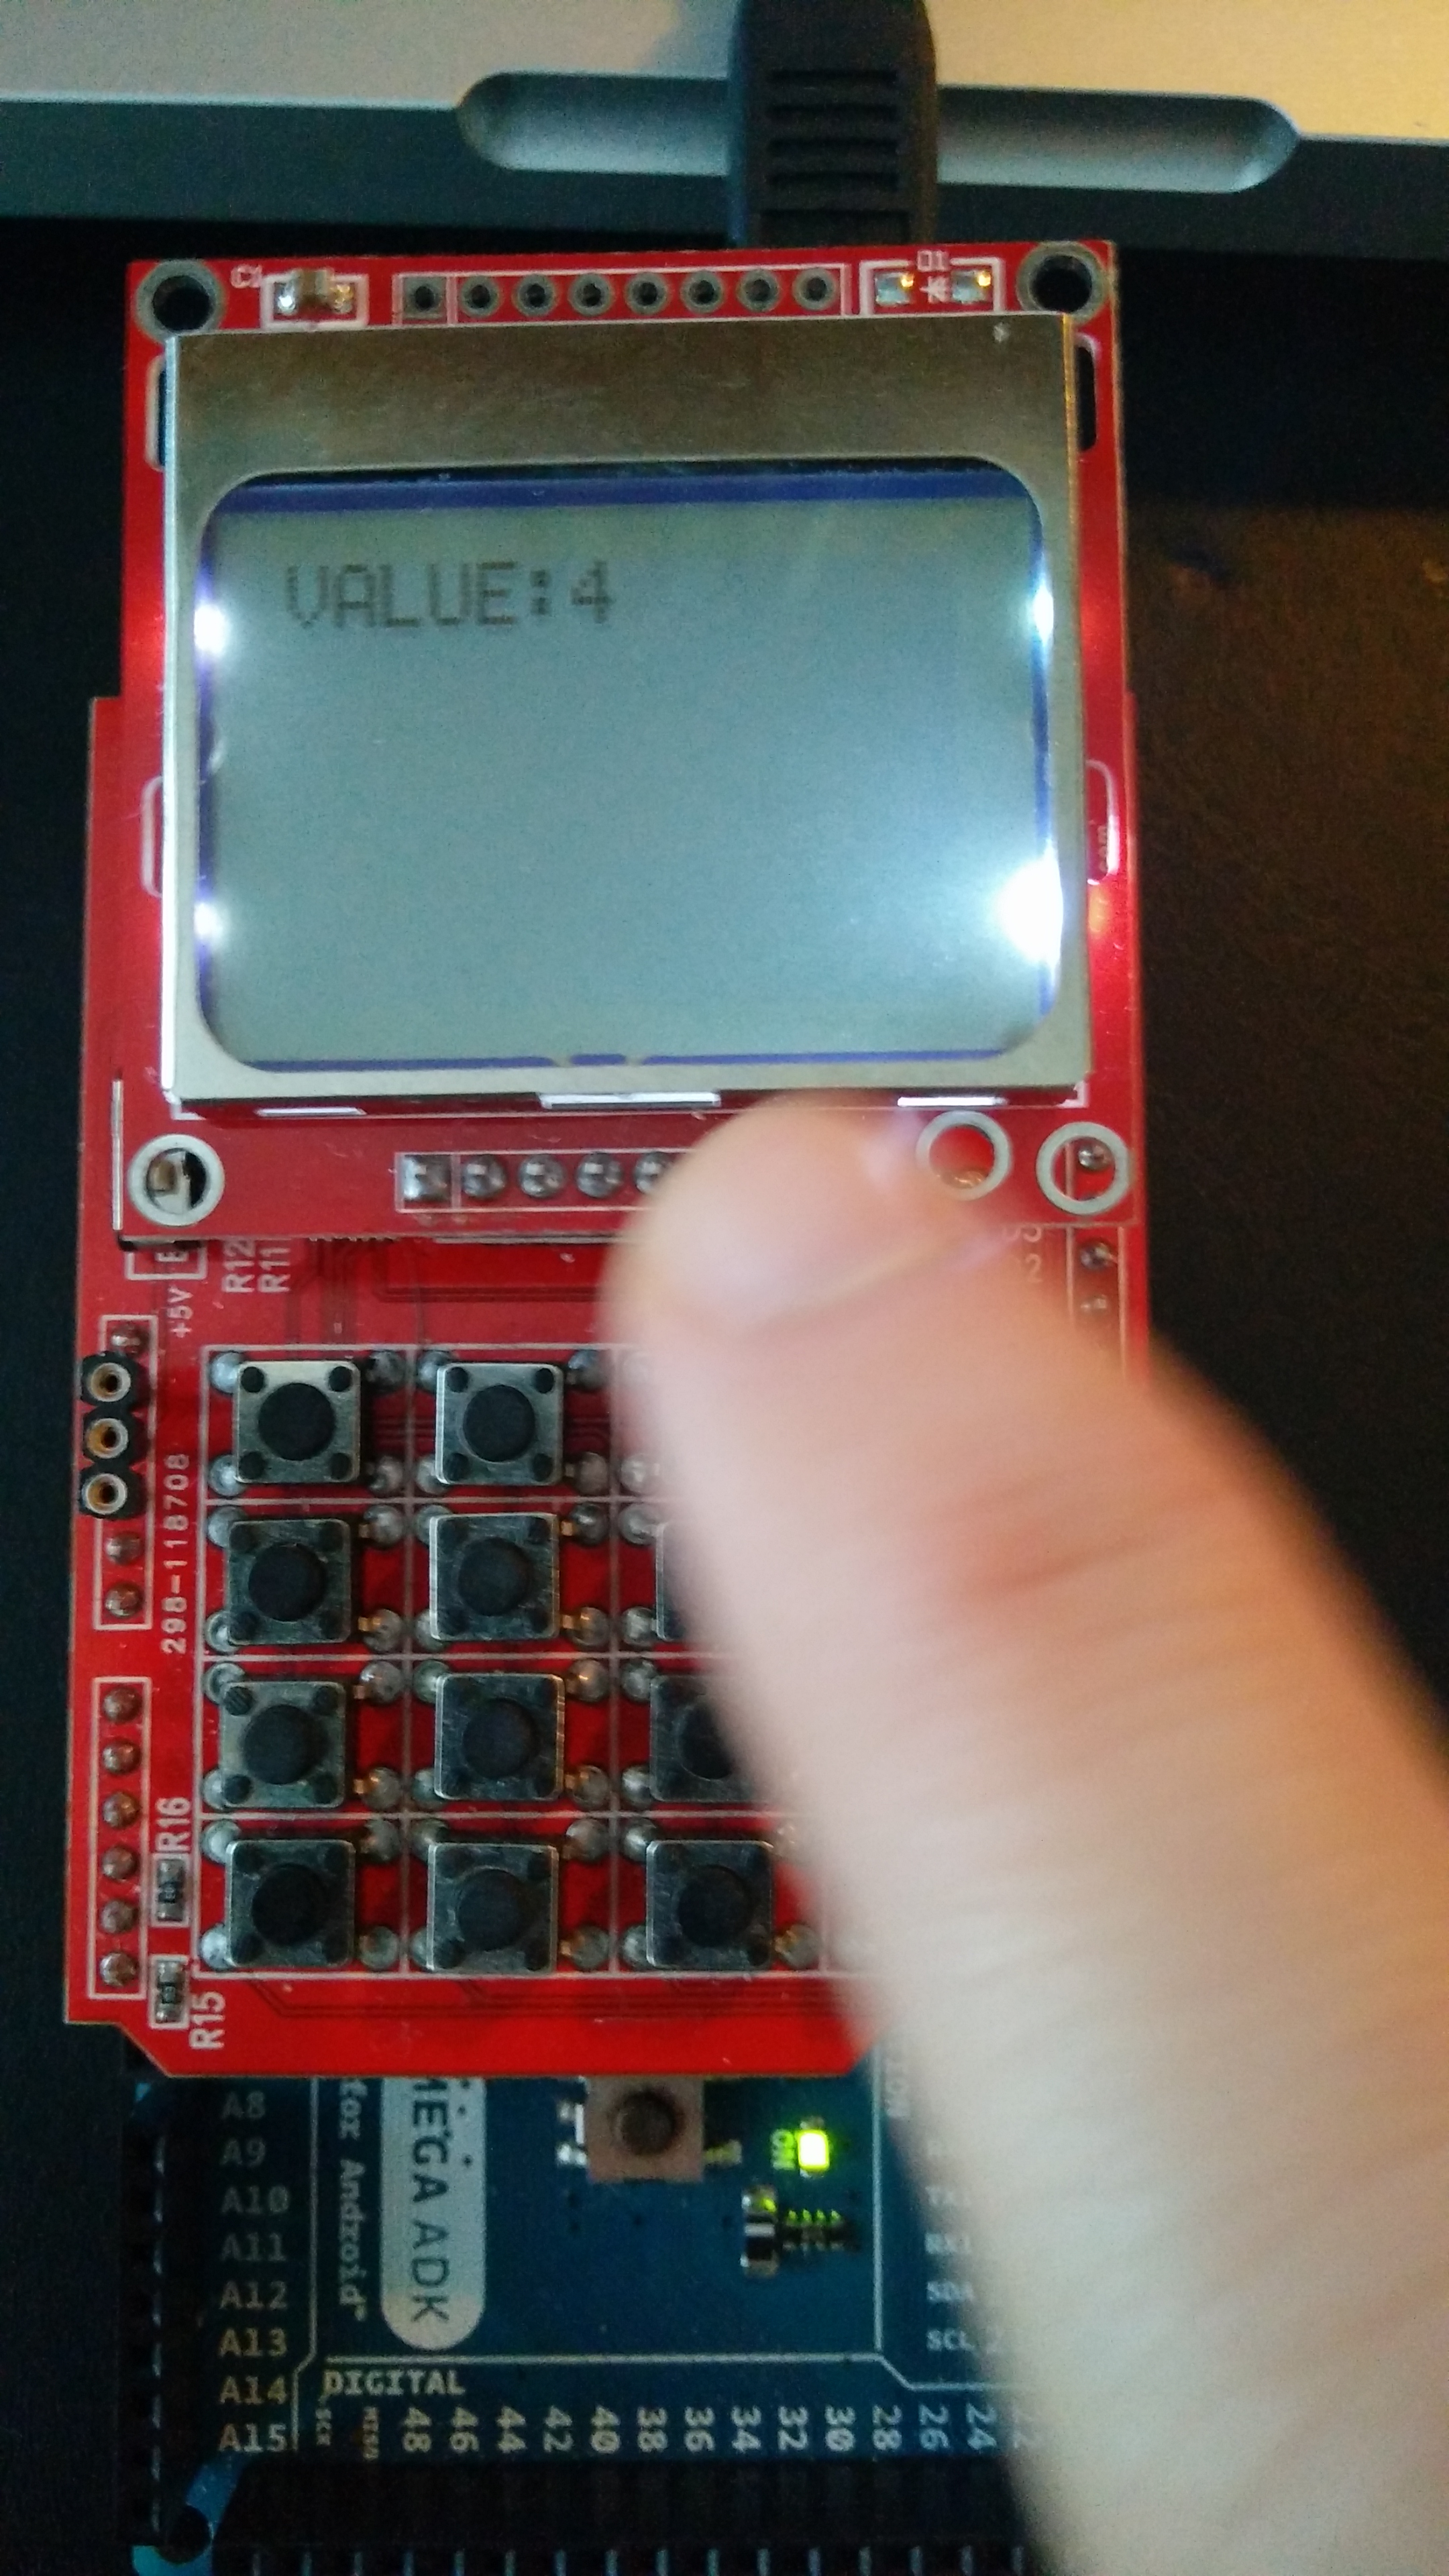 C1
D1
VALUE:4
E
R12
R11
+5V
2
298-118708
R16
R15
A8
A9
A10
A11
A12
A13
A14
A15
for Android
MEGA ADK
ON
SDA
SCL
DIGITAL
SCK
MISO
48
46
44
42
40
38
36
34
32
30
28
26
24